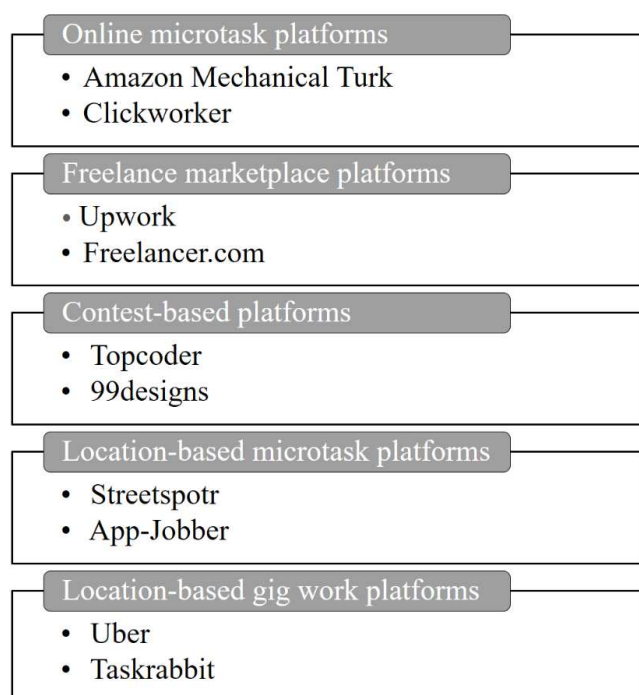 Online microtask platforms
• Amazon Mechanical Turk
• Clickworker
Freelance marketplace platforms
• Upwork
• Freelancer.com
Contest-based platforms
• Topcoder
• 99designs
Location-based microtask platforms
• Streetspotr
• App-Jobber
Location-based gig work platforms
• Uber
• Taskrabbit